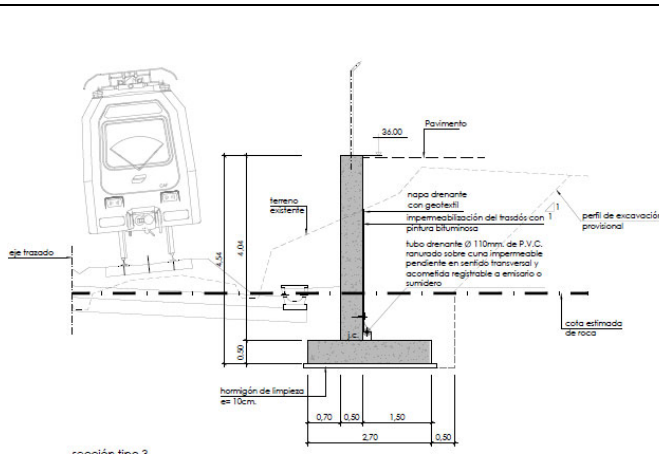 36.00
Pavimento
napa drenante
con geotextil
impermeabilización del trasdós con
pintura bituminosa
1
1
perfil de excavación
provisional
terreno
existente
tubo drenante Ø 110mm. de P.V.C.
ranurado sobre cuna impermeable
pendiente en sentido transversal y
acometida registrable a emisario o
sumidero
eje trazado
4.54
4.04
cota estimada
de roca
j.c.
0.50
hormigón de limpieza
e= 10cm.
0,70
0,50
1,50
2,70
0,50
sección tipo 3